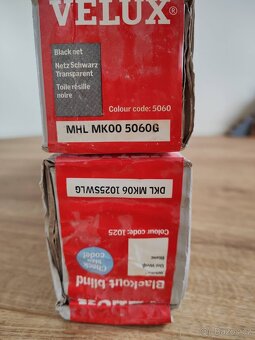 VELUX®
Black net
Netz Schwarz
Transparent
Toile résille
noire
Colour code: 5060
MHL MK00 5060G
DKL MK06 1025SWLG
Colour code: 1025
Blackout blind